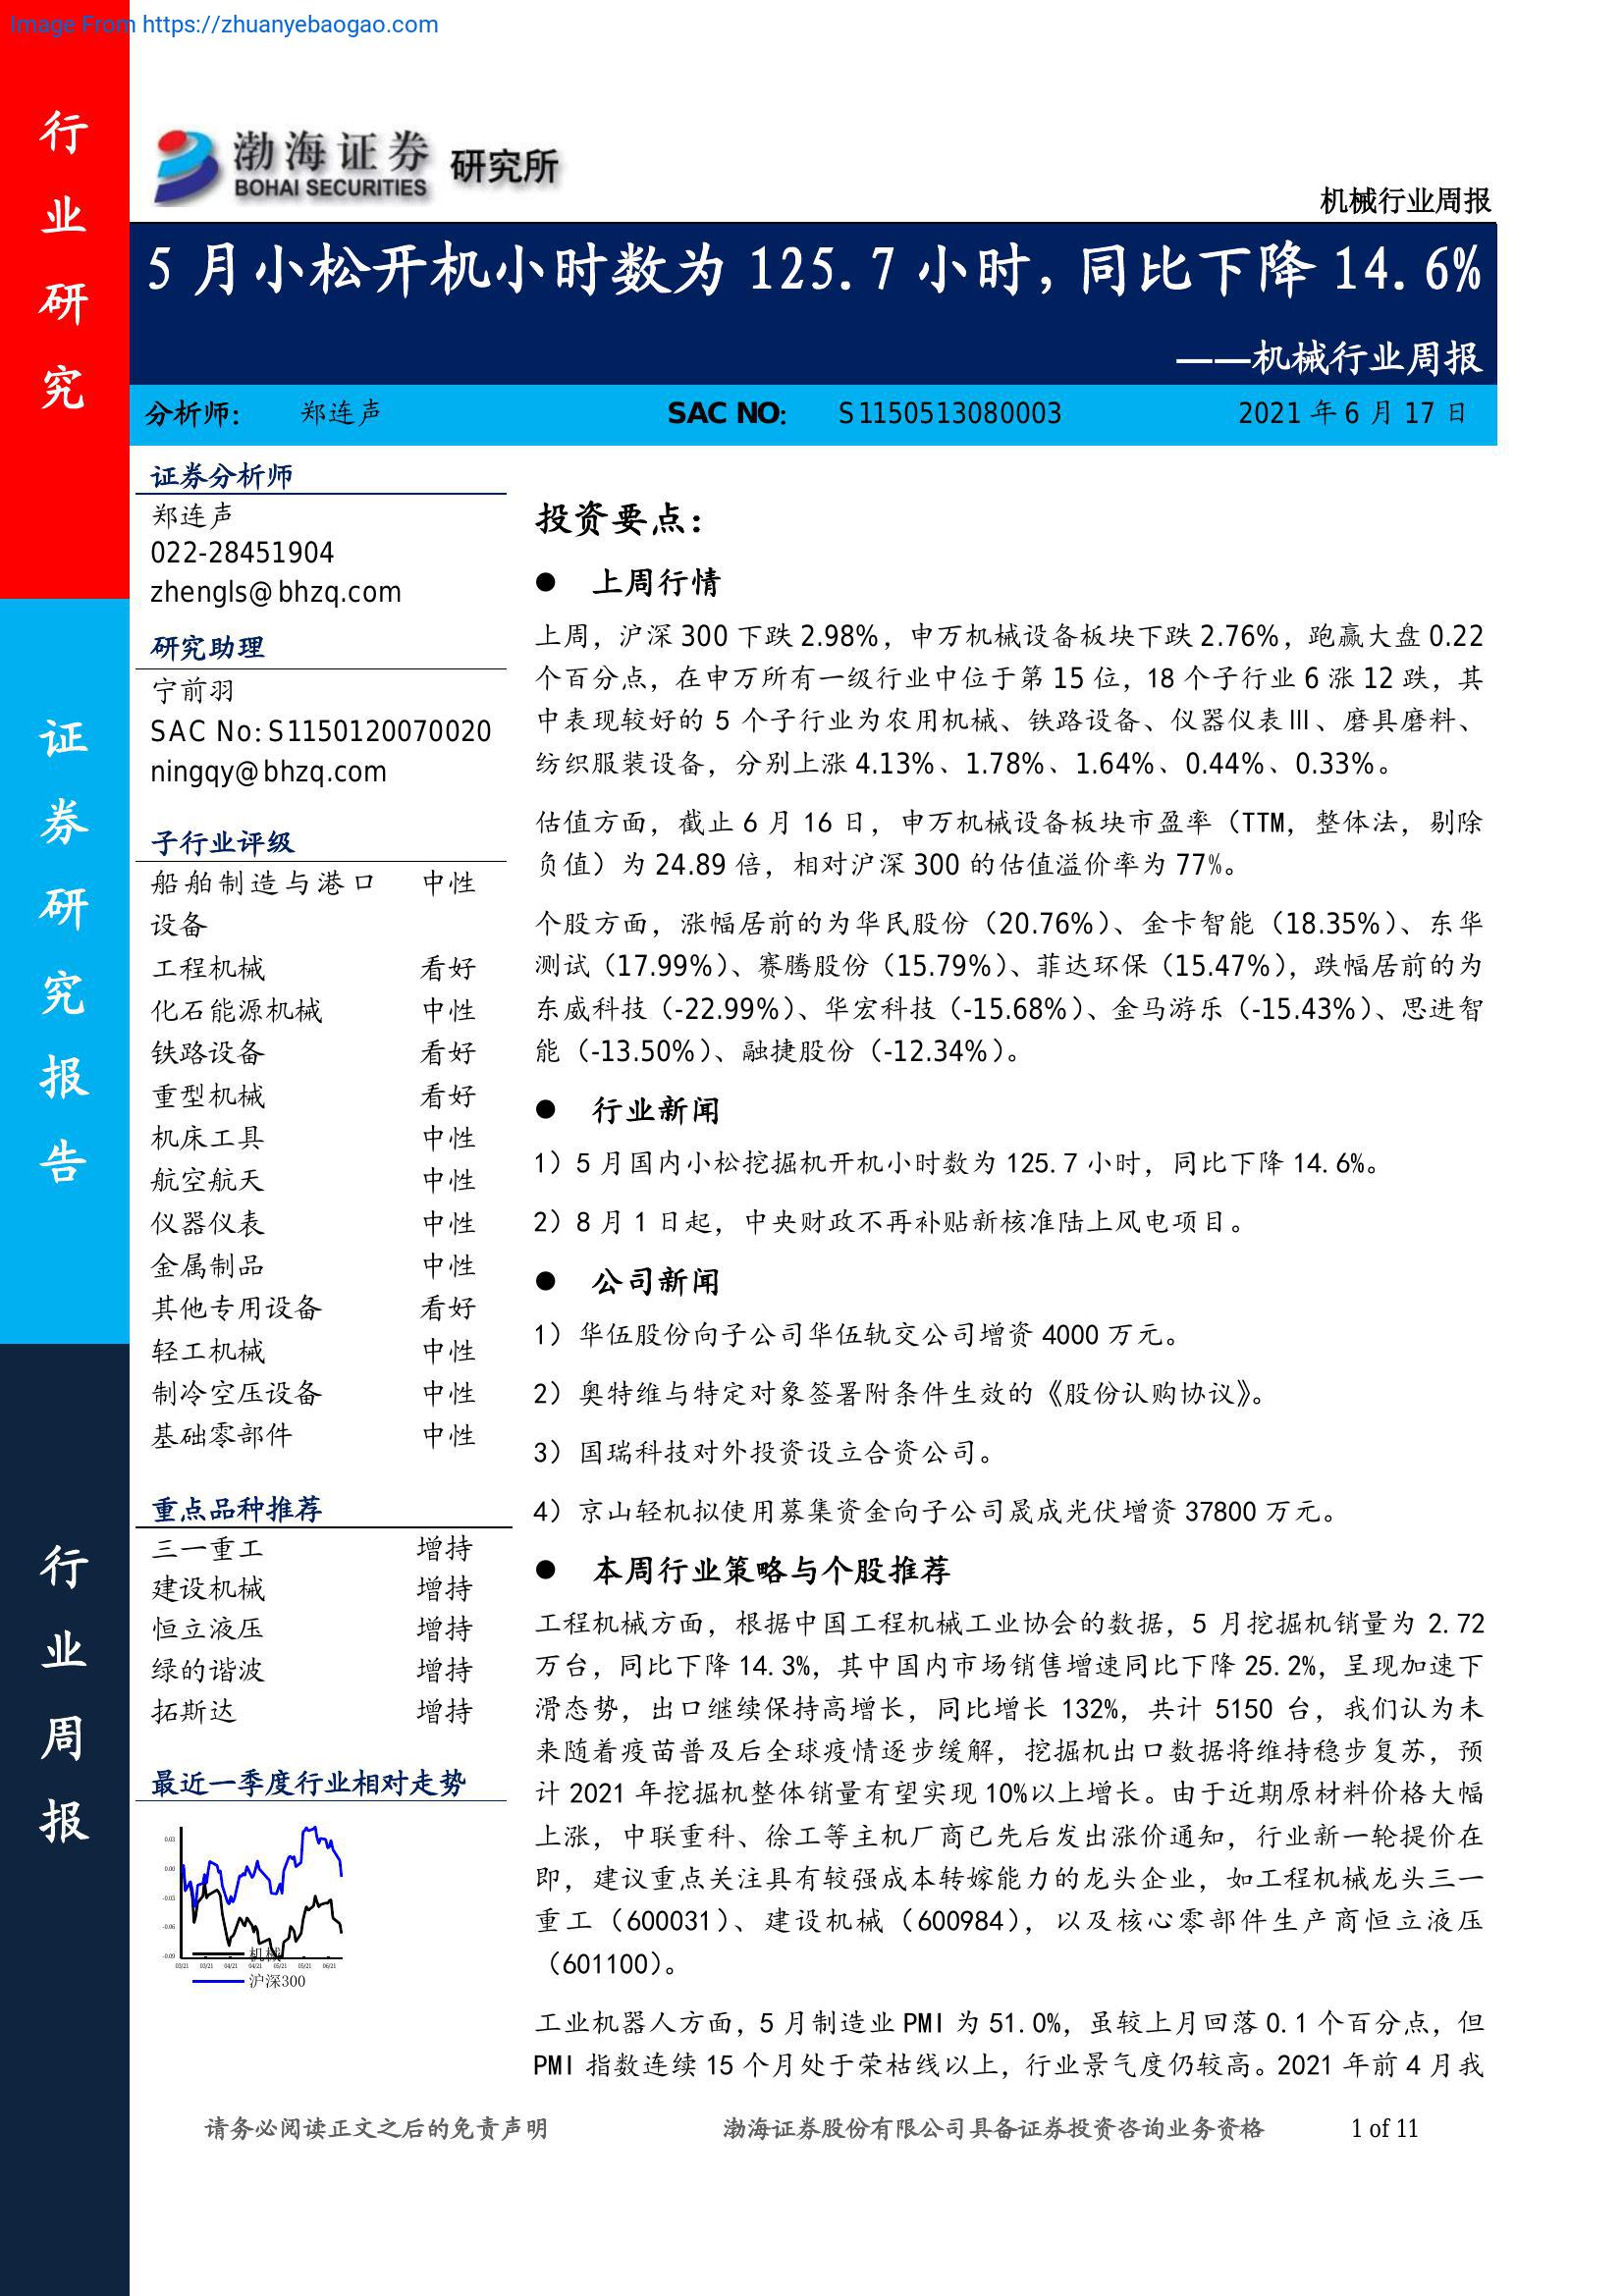 Image From https://zhuanyebaogao.com
行业研究
证券研究报告
行业周报
渤海证券 研究所
BOHAI SECURITIES
机械行业周报
5 月小松开机小时数为 125.7 小时，同比下降 14.6%
——机械行业周报
分析师： 郑连声 SAC NO： S1150513080003 2021 年 6 月 17 日
证券分析师
郑连声
022-28451904
zhengls@bhzq.com
研究助理
宁前羽
SAC No:S1150120070020
ningqy@bhzq.com
子行业评级
船舶制造与港口 中性
设备
工程机械 看好
化石能源机械 中性
铁路设备 看好
重型机械 看好
机床工具 中性
航空航天 中性
仪器仪表 中性
金属制品 中性
其他专用设备 看好
轻工机械 中性
制冷空压设备 中性
基础零部件 中性
重点品种推荐
三一重工 增持
建设机械 增持
恒立液压 增持
绿的谐波 增持
拓斯达 增持
最近一季度行业相对走势
0.03
0.00
-0.03
-0.06
-0.09
03/21 03/21 04/21 04/21 05/21 05/21 06/21
机械
沪深300
投资要点：
● 上周行情
上周，沪深 300 下跌 2.98%，申万机械设备板块下跌 2.76%，跑赢大盘 0.22
个百分点，在申万所有一级行业中位于第 15 位，18 个子行业 6 涨 12 跌，其
中表现较好的 5 个子行业为农用机械、铁路设备、仪器仪表Ⅲ、磨具磨料、
纺织服装设备，分别上涨 4.13%、1.78%、1.64%、0.44%、0.33%。
估值方面，截止 6 月 16 日，申万机械设备板块市盈率（TTM，整体法，剔除
负值）为 24.89 倍，相对沪深 300 的估值溢价率为 77%。
个股方面，涨幅居前的为华民股份（20.76%）、金卡智能（18.35%）、东华
测试（17.99%）、赛腾股份（15.79%）、菲达环保（15.47%），跌幅居前的为
东威科技（-22.99%）、华宏科技（-15.68%）、金马游乐（-15.43%）、思进智
能（-13.50%）、融捷股份（-12.34%）。
● 行业新闻
1）5 月国内小松挖掘机开机小时数为 125.7 小时，同比下降 14.6%。
2）8 月 1 日起，中央财政不再补贴新核准陆上风电项目。
● 公司新闻
1）华伍股份向子公司华伍轨交公司增资 4000 万元。
2）奥特维与特定对象签署附条件生效的《股份认购协议》。
3）国瑞科技对外投资设立合资公司。
4）京山轻机拟使用募集资金向子公司晟成光伏增资 37800 万元。
● 本周行业策略与个股推荐
工程机械方面，根据中国工程机械工业协会的数据，5 月挖掘机销量为 2.72
万台，同比下降 14.3%，其中国内市场销售增速同比下降 25.2%，呈现加速下
滑态势，出口继续保持高增长，同比增长 132%，共计 5150 台，我们认为未
来随着疫苗普及后全球疫情逐步缓解，挖掘机出口数据将维持稳步复苏，预
计 2021 年挖掘机整体销量有望实现 10%以上增长。由于近期原材料价格大幅
上涨，中联重科、徐工等主机厂商已先后发出涨价通知，行业新一轮提价在
即，建议重点关注具有较强成本转嫁能力的龙头企业，如工程机械龙头三一
重工（600031）、建设机械（600984），以及核心零部件生产商恒立液压
（601100）。
工业机器人方面，5 月制造业 PMI 为 51.0%，虽较上月回落 0.1 个百分点，但
PMI 指数连续 15 个月处于荣枯线以上，行业景气度仍较高。2021 年前 4 月我
请务必阅读正文之后的免责声明 渤海证券股份有限公司具备证券投资咨询业务资格 1 of 11